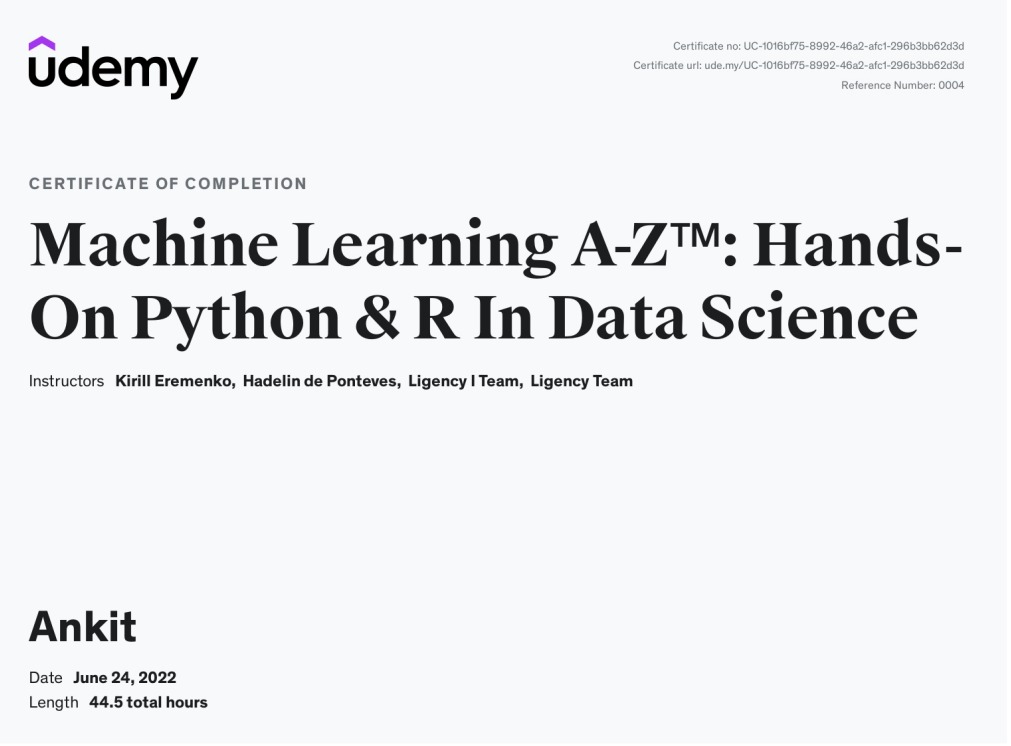 udemy
Certificate no: UC-1016bf75-8992-46a2-afc1-296b3bb62d3d
Certificate url: ude.my/UC-1016bf75-8992-46a2-afc1-296b3bb62d3d
Reference Number: 0004
CERTIFICATE OF COMPLETION
Machine Learning A-Z™: Hands-
On Python & R In Data Science
Instructors Kirill Eremenko, Hadelin de Ponteves, Ligency I Team, Ligency Team
Ankit
Date June 24, 2022
Length 44.5 total hours